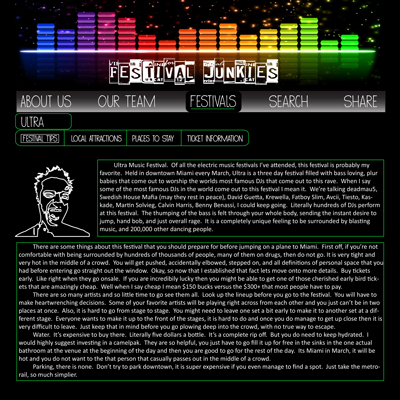 FESTIVAL JUNKIES
ABOUT US OUR TEAM FESTIVALS SEARCH SHARE
ULTRA
FESTIVAL TIPS LOCAL ATTRACTIONS PLACES TO STAY TICKET INFORMATION
Ultra Music Festival. Of all the electric music festivals I've attended, this festival is probably my
favorite. Held in downtown Miami every March, Ultra is a three day festival filled with bass loving, plur
babies that come out to worship the worlds most famous DJs that come out to this rave. When I say
some of the most famous DJs in the world come out to this festival I mean it. We're talking deadmau5,
Swedish House Mafia (may they rest in peace), David Guetta, Krewella, Fatboy Slim, Avcii, Tiesto, Kas-
kade, Martin Solveig, Calvin Harris, Benny Benassi, I could keep going. Literally hundreds of DJs perform
at this festival. The thumping of the bass is felt through your whole body, sending the instant desire to
jump, hand bob, and just overall rage. It is a completely unique feeling to be surrounded by blasting
music, and 200,000 other dancing people.
There are some things about this festival that you should prepare for before jumping on a plane to Miami. First off, if you're not
comfortable with being surrounded by hundreds of thousands of people, many of them on drugs, then do not go. It is very tight and
very hot in the middle of a crowd. You will get pushed, accidentally elbowed, stepped on, and all definitions of personal space that you
had before entering go straight out the window. Okay, so now that I established that fact lets move onto more details. Buy tickets
early. Like right when they go onsale. If you are incredibly lucky then you might be able to get one of those cherished early bird tick-
ets that are amazingly cheap. Well when I say cheap I mean $150 bucks versus the $300+ that most people have to pay.
There are so many artists and so little time to go see them all. Look up the lineup before you go to the festival. You will have to
make heartwrenching decisions. Some of your favorite artists will be playing right across from each other and you just can't be in two
places at once. Also, it is hard to go from stage to stage. You might need to leave one set a bit early to make it to another set at a dif-
ferent stage. Everyone wants to make it up to the front of the stages, it is hard to do and once you do manage to get up close then it is
very difficult to leave. Just keep that in mind before you go plowing deep into the crowd, with no true way to escape.
Water. It's expensive to buy there. Literally five dollars a bottle. It's a complete rip off. But you do need to keep hydrated. I
would highly suggest investing in a camelpak. They are so helpful, you just have to go fill it up for free in the sinks in the one actual
bathroom at the venue at the beginning of the day and then you are good to go for the rest of the day. Its Miami in March, it will be
hot and you do not want to the that person that casually passes out in the middle of a crowd.
Parking, there is none. Don't try to park downtown, it is super expensive if you even manage to find a spot. Just take the metro-
rail, so much simplier.